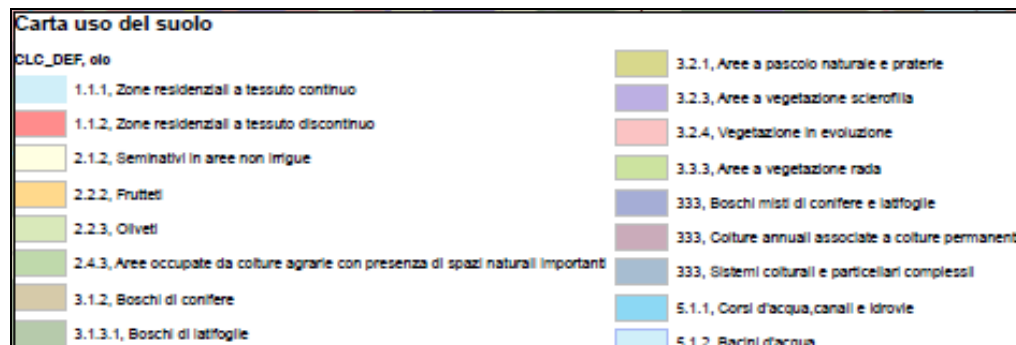 Carta uso del suolo
CLC_DEF, olo
1.1.1, Zone residenziali a tessuto continuo
1.1.2, Zone residenziali a tessuto discontinuo
2.1.2, Seminativi in aree non irrigue
2.2.2, Frutteti
2.2.3, Oliveti
2.4.3, Aree occupate da colture agrarie con presenza di spazi naturali importanti
3.1.2, Boschi di conifere
3.1.3.1, Boschi di latifoglie
3.2.1, Aree a pascolo naturale e praterie
3.2.3, Aree a vegetazione sclerofilla
3.2.4, Vegetazione in evoluzione
3.3.3, Aree a vegetazione rada
333, Boschi misti di conifere e latifoglie
333, Colture annuali associate a colture permanent
333, Sistemi colturali e particellari complessii
5.1.1, Corsi d'acqua,canali e idrovie
5.1.2, Bacini d'acqua